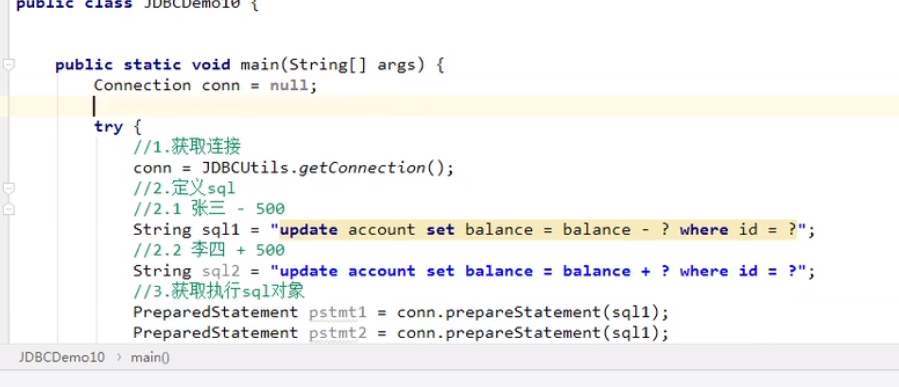 public class JDBCDemo10 {
public static void main(String[] args) {
Connection conn = null;
try {
//1.获取连接
conn = JDBCUtils.getConnection();
//2.定义sql
//2.1 张三 - 500
String sql1 = "update account set balance = balance - ? where id = ?";
//2.2 李四 + 500
String sql2 = "update account set balance = balance + ? where id = ?";
//3.获取执行sql对象
PreparedStatement pstmt1 = conn.prepareStatement(sql1);
PreparedStatement pstmt2 = conn.prepareStatement(sql1);
JDBCDemo10 › main()